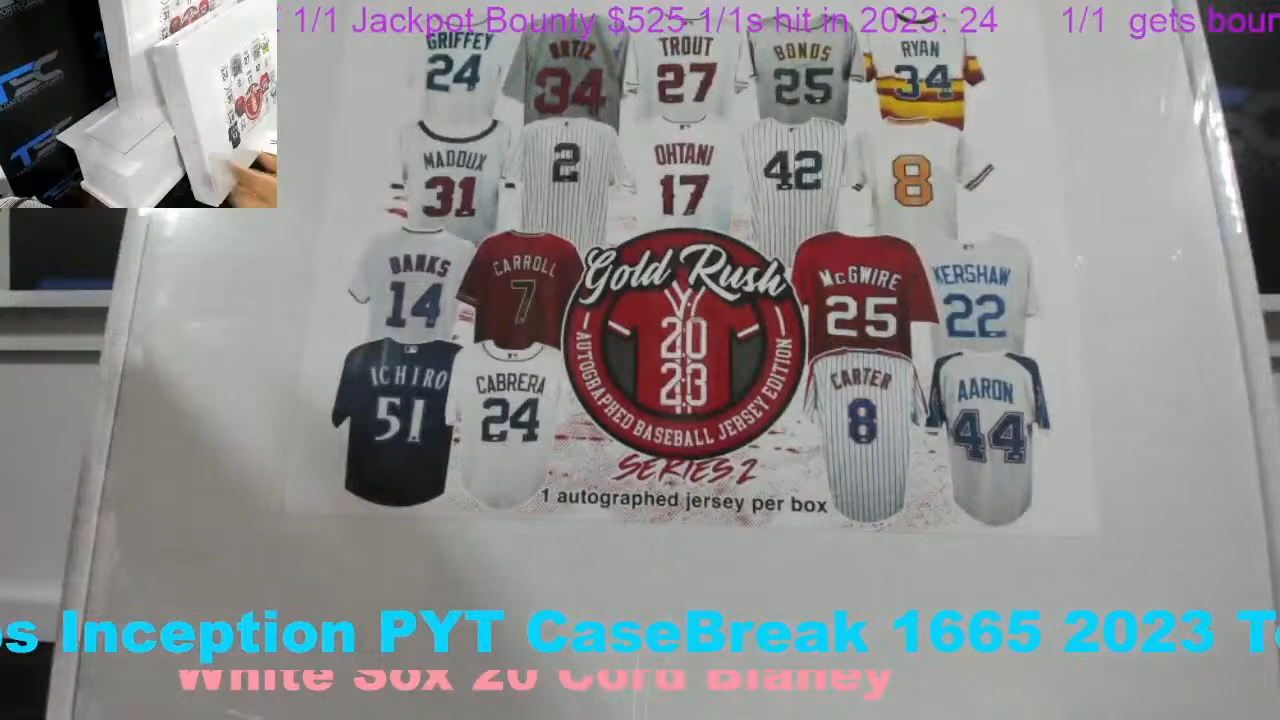 1/1 Jackpot Bounty $525 1/1s hit in 2023: 24 1/1 gets boun
GRIFFEY 24
ORTIZ 34
TROUT 27
BONDS 25
RYAN 34
MADDUX 31
2
OHTANI 17
42
8
BANKS 14
CARROLL 7
Gold Rush
McGWIRE 25
KERSHAW 22
2023
AUTOGRAPHED BASEBALL JERSEY EDITION
ICHIRO 51
CABRERA 24
CARTER 8
AARON 44
SERIES 2
1 autographed jersey per box
s Inception PYT CaseBreak 1665 2023 T
White Sox 20 Cord Blaney
TSC